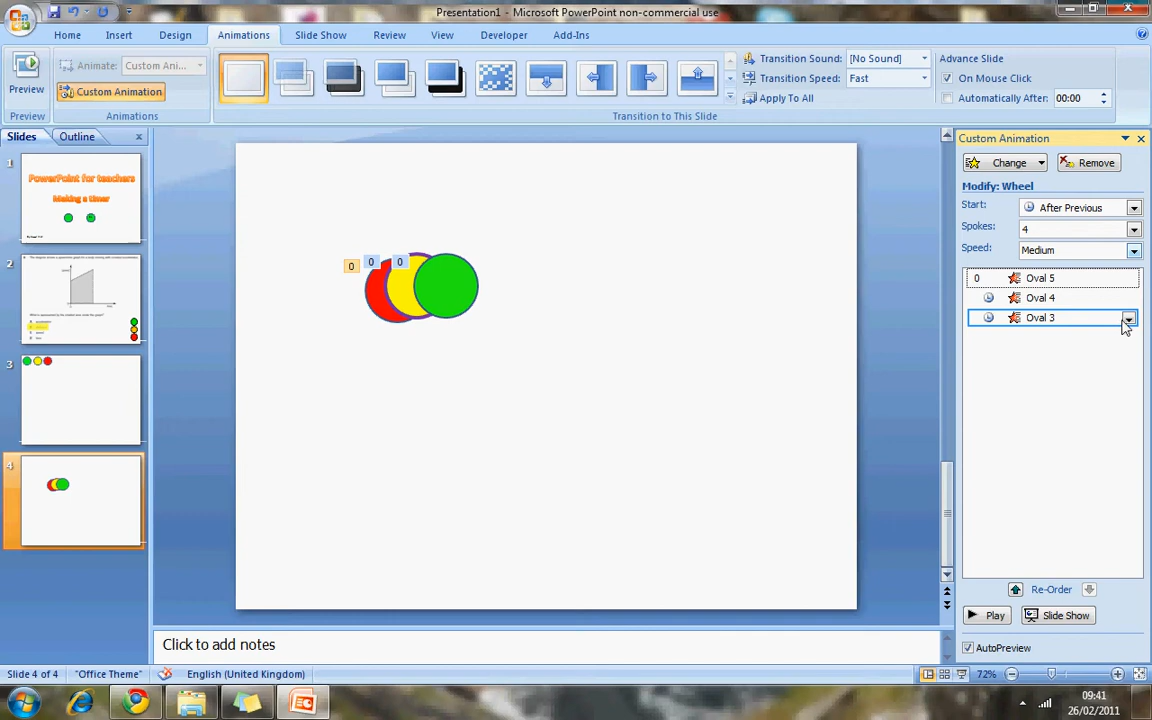 Presentation1 - Microsoft PowerPoint non-commercial use
Home Insert Design Animations Slide Show Review View Developer Add-Ins
Preview
Animate: Custom Ani...
Custom Animation
Transition Sound: [No Sound]
Transition Speed: Fast
Apply To All
Advance Slide
On Mouse Click
Automatically After: 00:00
Preview Animations Transition To This Slide
Slides Outline
1
PowerPoint for teachers
Making a timer
2
3
4
0 0 0
Custom Animation
Change Remove
Modify: Wheel
Start: After Previous
Spokes: 4
Speed: Medium
0 Oval 5
Oval 4
Oval 3
Re-Order
Play Slide Show
AutoPreview
Click to add notes
Slide 4 of 4 "Office Theme" English (United Kingdom) 72%
09:41
26/02/2011